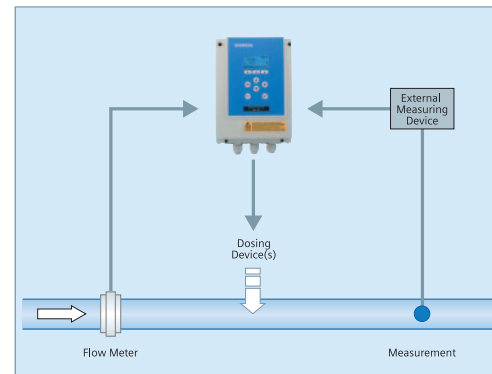 External
Measuring
Device
Dosing
Device(s)
Flow Meter
Measurement